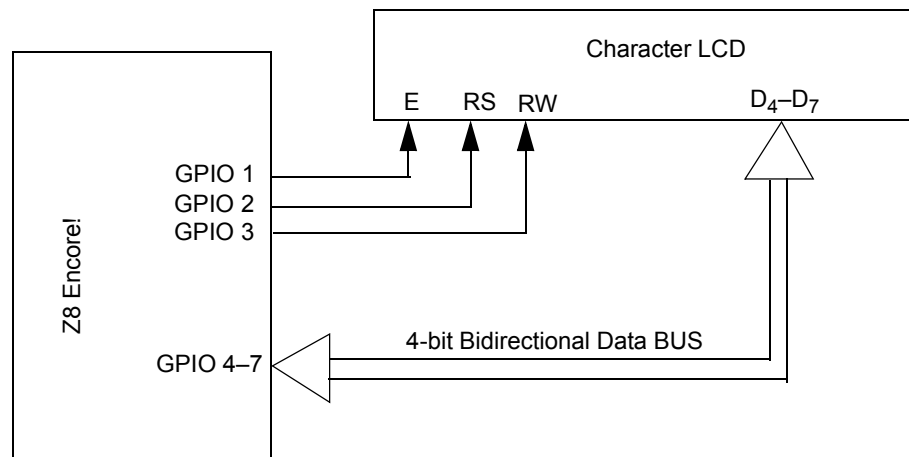 Character LCD
E RS RW D₄–D₇
GPIO 1
GPIO 2
GPIO 3
Z8 Encore!
4-bit Bidirectional Data BUS
GPIO 4–7